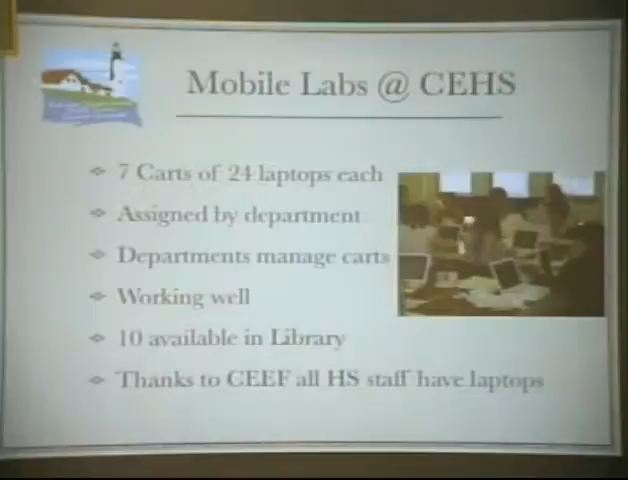 Mobile Labs @ CEHS
7 Carts of 24 laptops each
Assigned by department
Departments manage carts
Working well
10 available in Library
Thanks to CEEF all HS staff have laptops